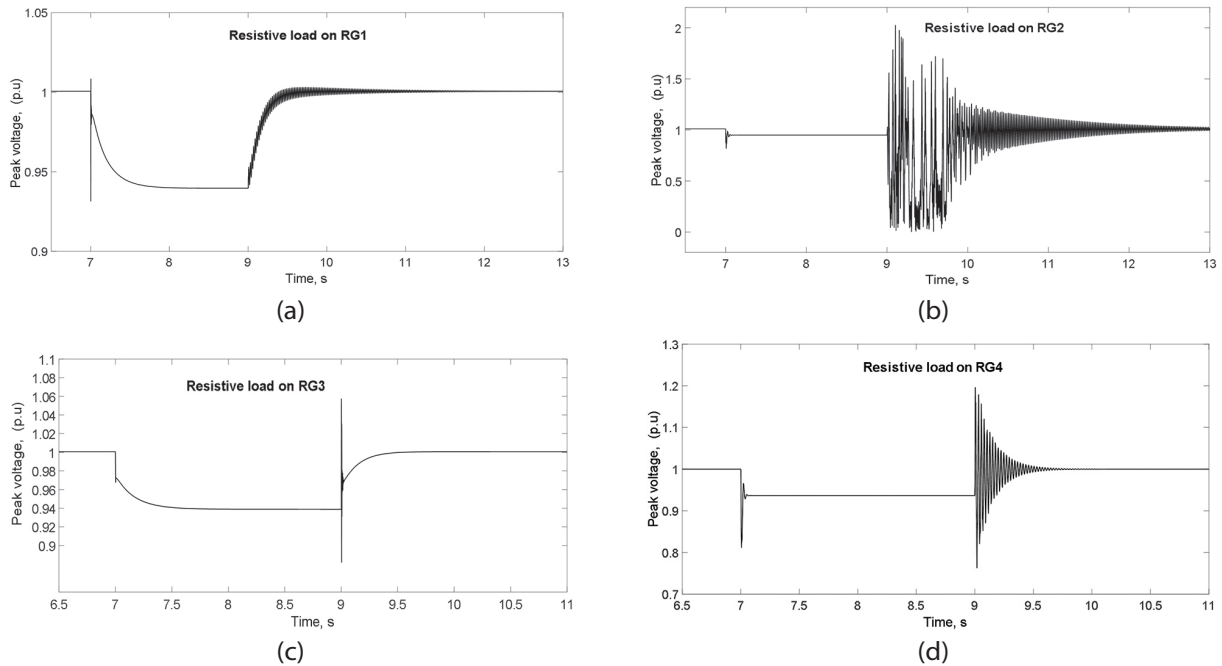 Resistive load on RG1
Peak voltage, (p.u)
1.05
1
0.95
0.9
7 8 9 10 11 12 13
Time, s
(a)
Resistive load on RG2
Peak voltage, (p.u)
2
1.5
1
0.5
0
7 8 9 10 11 12 13
Time, s
(b)
Resistive load on RG3
Peak voltage, (p.u)
1.1
1.08
1.06
1.04
1.02
1
0.98
0.96
0.94
0.92
0.9
6.5 7 7.5 8 8.5 9 9.5 10 10.5 11
Time, s
(c)
Resistive load on RG4
Peak voltage, (p.u)
1.3
1.2
1.1
1
0.9
0.8
0.7
6.5 7 7.5 8 8.5 9 9.5 10 10.5 11
Time, s
(d)